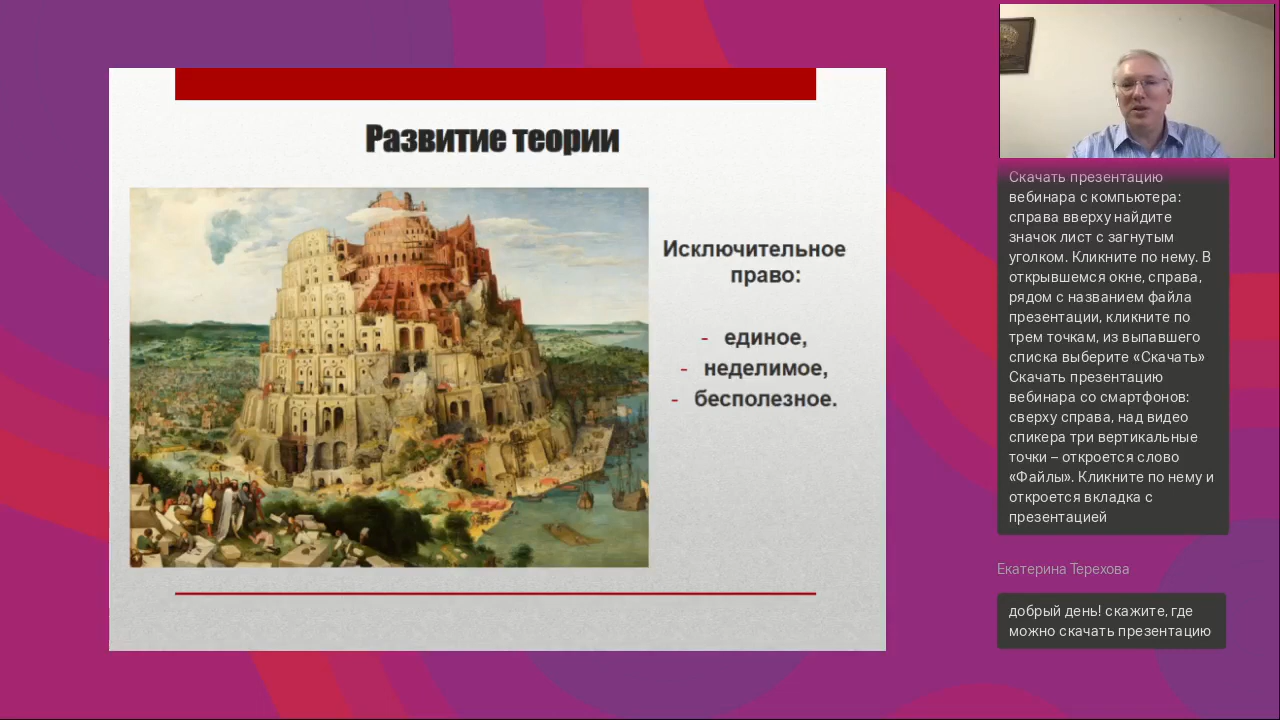 Развитие теории
Исключительное
право:
- единое,
- неделимое,
- бесполезное.
Скачать презентацию
вебинара с компьютера:
справа вверху найдите
значок лист с загнутым
уголком. Кликните по нему. В
открывшемся окне, справа,
рядом с названием файла
презентации, кликните по
трем точкам, из выпавшего
списка выберите «Скачать»
Скачать презентацию
вебинара со смартфонов:
сверху справа, над видео
спикера три вертикальные
точки – откроется слово
«Файлы». Кликните по нему и
откроется вкладка с
презентацией
Екатерина Терехова
добрый день! скажите, где
можно скачать презентацию